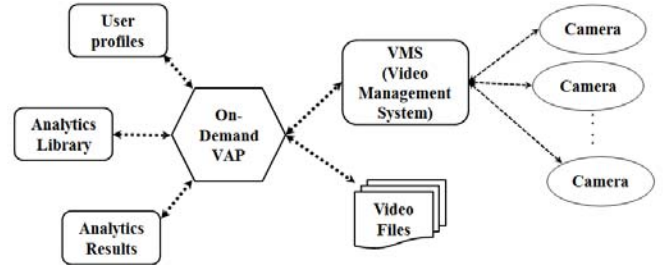 User
profiles
Analytics
Library
Analytics
Results
On-
Demand
VAP
VMS
(Video
Management
System)
Video
Files
Camera
Camera
Camera